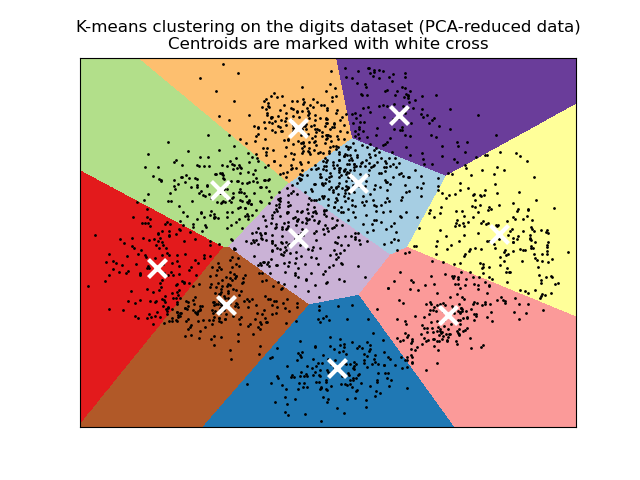 K-means clustering on the digits dataset (PCA-reduced data)
Centroids are marked with white cross